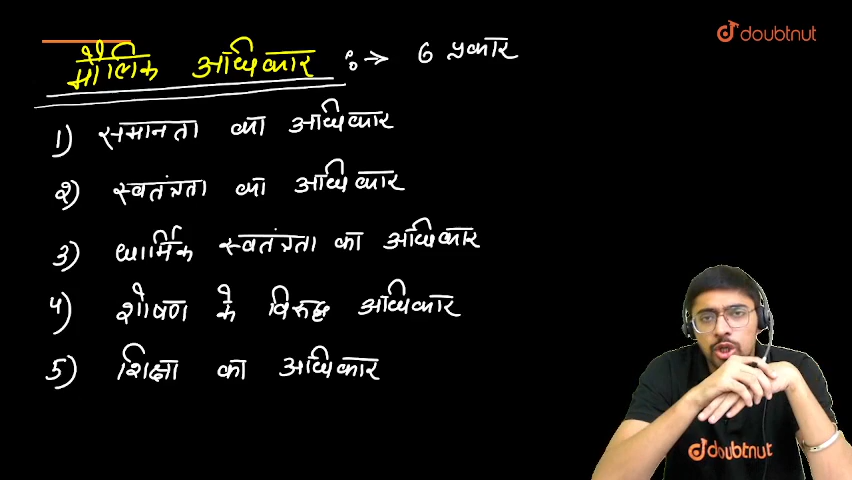 doubtnut
मौलिक अधिकार :→ 6 प्रकार
1) समानता का अधिकार
2) स्वतंत्रता का अधिकार
3) धार्मिक स्वतंत्रता का अधिकार
4) शोषण के विरुद्ध अधिकार
5) शिक्षा का अधिकार
doubtnut